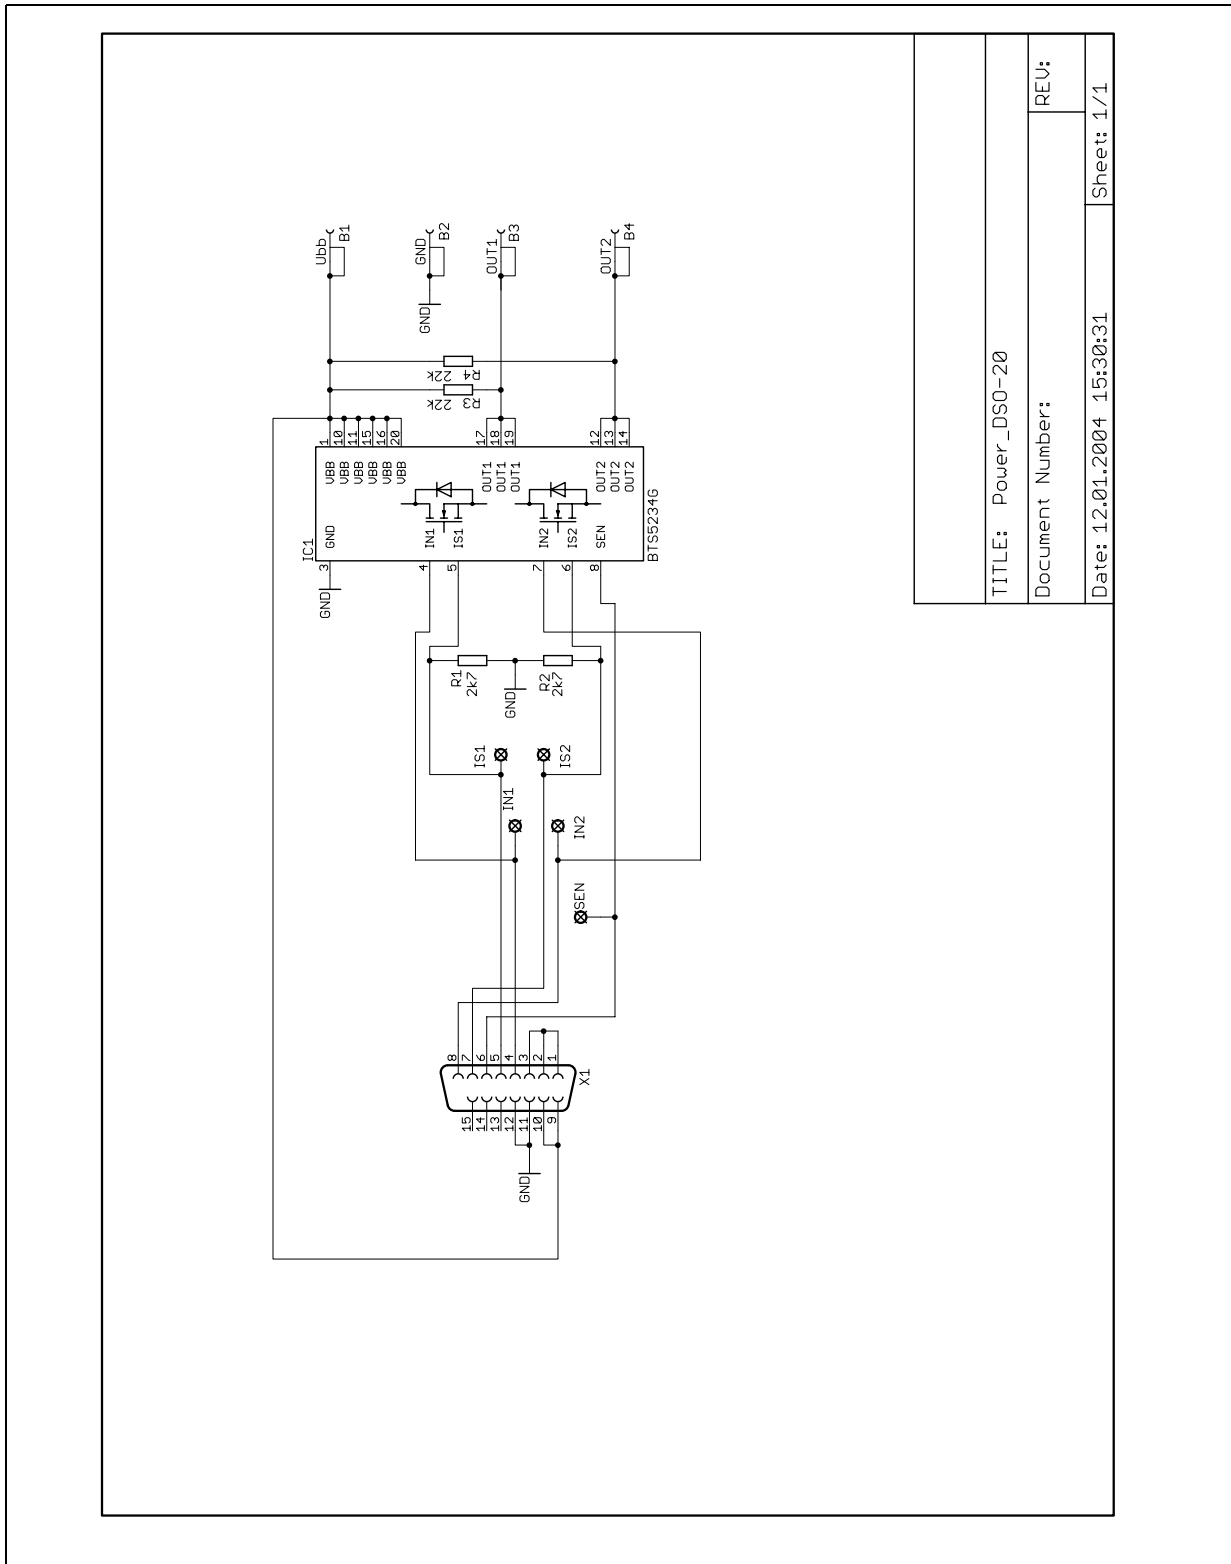 Vbb
B1
GND
B2
GND
OUT1
B3
OUT2
B4
R4
22k
R3
22k
1
10
11
15
16
20
17
18
19
12
13
14
VBB
VBB
VBB
VBB
VBB
VBB
OUT1
OUT1
OUT1
OUT2
OUT2
OUT2
IC1
GND
IN1
IS1
IN2
IS2
SEN
BTS5234G
3
4
5
7
6
8
GND
R1
2k7
GND
R2
2k7
IS1
IS2
IN1
IN2
SEN
8
7
6
5
4
3
2
1
X1
15
14
13
12
11
10
9
GND
TITLE: Power_DSO-20
Document Number:
REV:
Date: 12.01.2004 15:30:31
Sheet: 1/1